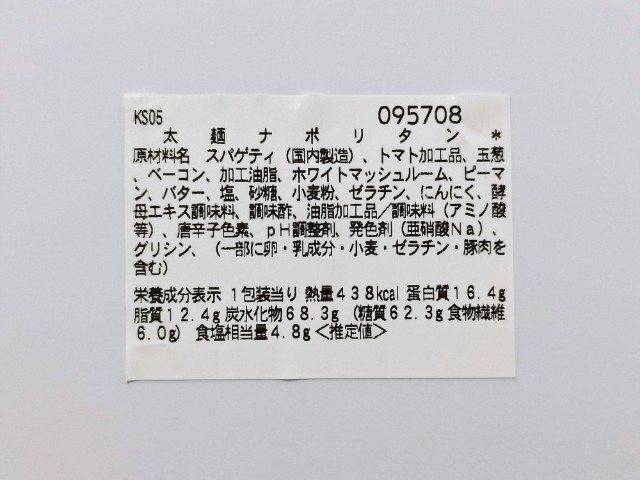 KS05 095708
太麺ナポリタン*
原材料名 スパゲティ(国内製造)、トマト加工品、玉葱
、ベーコン、加工油脂、ホワイトマッシュルーム、ピーマ
ン、バター、塩、砂糖、小麦粉、ゼラチン、にんにく、酵
母エキス調味料、調味酢、油脂加工品/調味料(アミノ酸
等)、唐辛子色素、pH調整剤、発色剤(亜硝酸Na)、
グリシン、(一部に卵・乳成分・小麦・ゼラチン・豚肉を
含む)
栄養成分表示 1包装当り 熱量438kcal 蛋白質16.4g
脂質12.4g 炭水化物68.3g (糖質62.3g 食物繊維
6.0g) 食塩相当量4.8g<推定値>